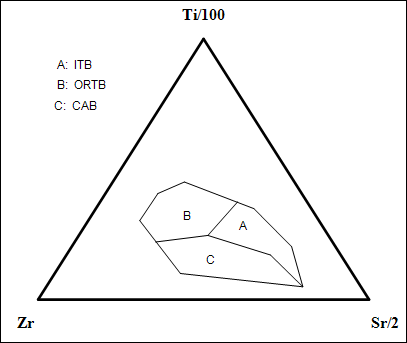 Ti/100
A: ITB
B: ORTB
C: CAB
B
A
C
Zr
Sr/2